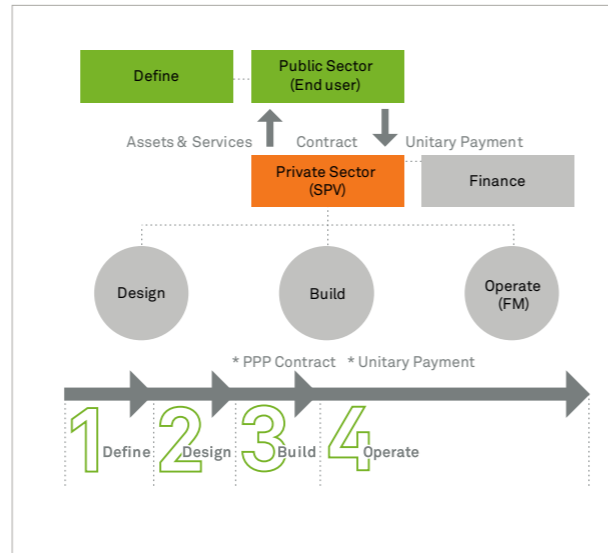 Define
Public Sector
(End user)
Assets & Services
Contract
Unitary Payment
Private Sector
(SPV)
Finance
Design
Build
Operate
(FM)
* PPP Contract
* Unitary Payment
1 Define
2 Design
3 Build
4 Operate